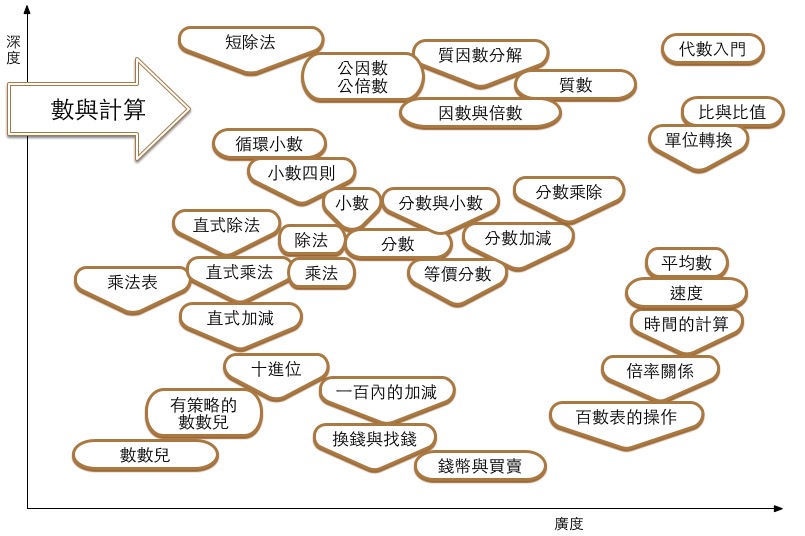 深度
數與計算
短除法
公因數
公倍數
質因數分解
質數
因數與倍數
代數入門
比與比值
單位轉換
循環小數
小數四則
小數
分數與小數
分數乘除
直式除法
除法
分數
分數加減
乘法表
直式乘法
乘法
等價分數
直式加減
平均數
速度
時間的計算
十進位
一百內的加減
倍率關係
有策略的
數數兒
百數表的操作
數數兒
換錢與找錢
錢幣與買賣
廣度